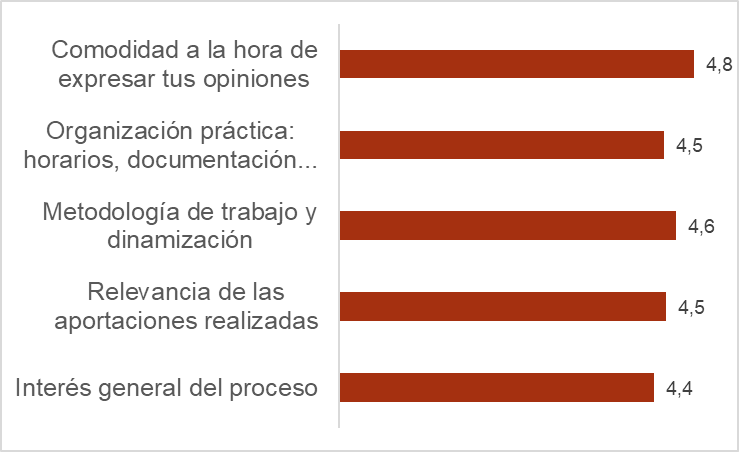 Comodidad a la hora de
expresar tus opiniones
4,8
Organización práctica:
horarios, documentación...
4,5
Metodología de trabajo y
dinamización
4,6
Relevancia de las
aportaciones realizadas
4,5
Interés general del proceso
4,4